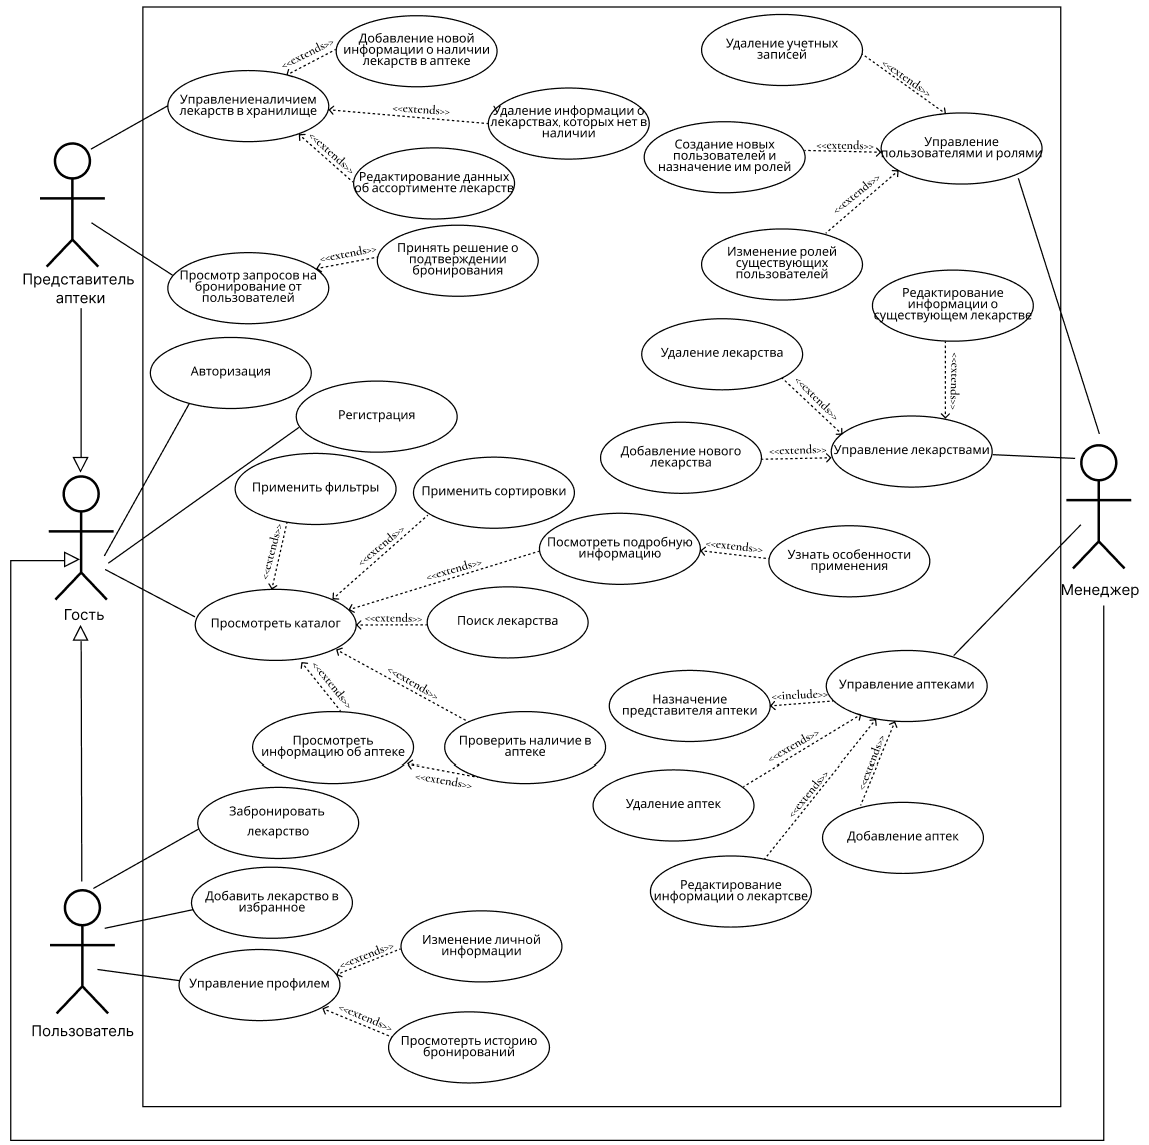 Добавление новой
информации о наличии
лекарств в аптеке
<<extends>>
Управлениеналичием
лекарств в хранилище
<<extends>>
Удаление информации о
лекарствах, которых нет в
наличии
<<extends>>
Редактирование данных
об ассортименте лекарств
Представитель
аптеки
Просмотр запросов на
бронирование от
пользователей
<<extends>>
Принять решение о
подтверждении
бронирования
Удаление учетных
записей
<<extends>>
Создание новых
пользователей и
назначение им ролей
<<extends>>
Управление
пользователями и ролями
<<extends>>
Изменение ролей
существующих
пользователей
Редактирование
информации о
существующем лекарстве
<<extends>>
Удаление лекарства
<<extends>>
Добавление нового
лекарства
<<extends>>
Управление лекарствами
Менеджер
Авторизация
Регистрация
Применить фильтры
<<extends>>
Применить сортировки
<<extends>>
Посмотреть подробную
информацию
<<extends>>
<<extends>>
Узнать особенности
применения
Гость
Просмотреть каталог
<<extends>>
Поиск лекарства
<<extends>>
<<extends>>
Просмотреть
информацию об аптеке
Проверить наличие в
аптеке
<<extends>>
Назначение
представителя аптеки
<<include>>
Управление аптеками
<<extends>>
Удаление аптек
<<extends>>
<<extends>>
Добавление аптек
Редактирование
информации о лекартсве
Забронировать
лекарство
Добавить лекарство в
избранное
Управление профилем
<<extends>>
Изменение личной
информации
<<extends>>
Просмотерть историю
бронирований
Пользователь